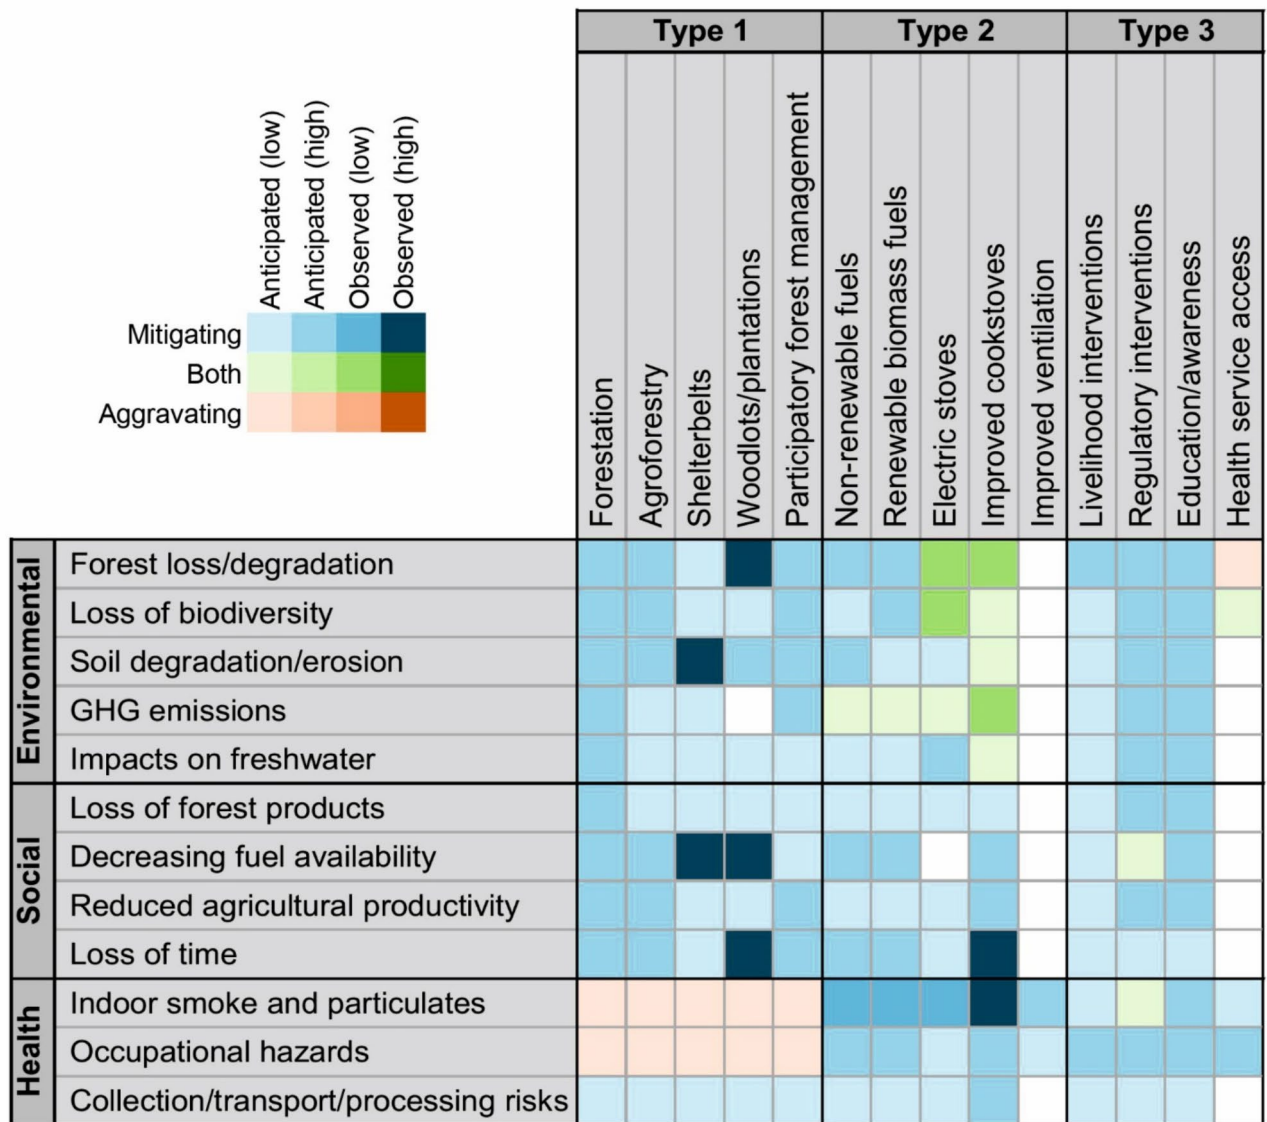 Type 1 Type 2 Type 3
Anticipated (low)
Anticipated (high)
Observed (low)
Observed (high)
Mitigating
Both
Aggravating
Forestation
Agroforestry
Shelterbelts
Woodlots/plantations
Participatory forest management
Non-renewable fuels
Renewable biomass fuels
Electric stoves
Improved cookstoves
Improved ventilation
Livelihood interventions
Regulatory interventions
Education/awareness
Health service access
Environmental
Forest loss/degradation
Loss of biodiversity
Soil degradation/erosion
GHG emissions
Impacts on freshwater
Social
Loss of forest products
Decreasing fuel availability
Reduced agricultural productivity
Loss of time
Health
Indoor smoke and particulates
Occupational hazards
Collection/transport/processing risks